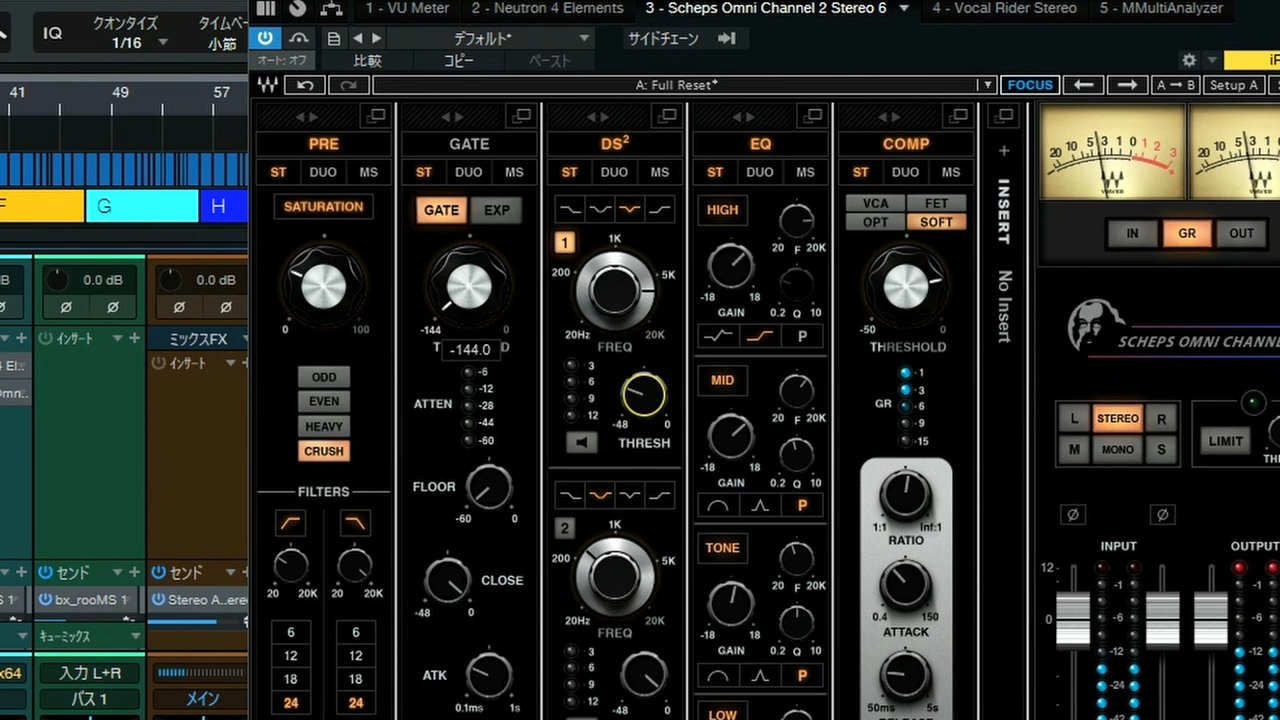 1 - VU Meter
2 - Neutron 4 Elements
3 - Scheps Omni Channel 2 Stereo 6
4 - Vocal Rider Stereo
5 - MMultiAnalyzer
IQ
クオンタイズ
1/16
小節
デフォルト*
サイドチェーン
オート: オフ
比較
コピー
ペースト
A: Full Reset*
FOCUS
A → B
Setup A
41
49
57
F
G
H
PRE
GATE
DS²
EQ
COMP
ST DUO MS
ST DUO MS
ST DUO MS
ST DUO MS
ST DUO MS
SATURATION
0
100
ODD
EVEN
HEAVY
CRUSH
FILTERS
20 20K
20 20K
6
12
18
24
6
12
18
24
GATE
EXP
-144
0
-144.0
ATTEN
-6
-12
-28
-44
-60
FLOOR
-60
0
CLOSE
-48
0
ATK
0.1ms
1s
1
1K
200
5K
20Hz
20K
FREQ
3
6
9
12
-48
0
THRESH
2
1K
200
5K
20Hz
20K
FREQ
3
6
9
12
-48
0
HIGH
20 F 20K
-18 18
0.2 Q 10
GAIN
P
MID
20 F 20K
-18 18
0.2 Q 10
GAIN
P
TONE
20 F 20K
-18 18
0.2 Q 10
GAIN
P
LOW
VCA
FET
OPT
SOFT
-50
0
THRESHOLD
GR
1
3
6
9
-15
1:1
Inf:1
RATIO
0.4
150
ATTACK
50ms
5s
INSERT
No Insert
20 10 5 3 1 0 1 2 3
IN
GR
OUT
SCHEPS OMNI CHANNEL
L
STEREO
R
M
MONO
S
LIMIT
INPUT
OUTPUT
12
0
-12
-24
-1
-6
-12
-24
-1
-6
-12
-24
0.0 dB
0.0 dB
インサート
ミックスFX
インサート
センド
センド
bx_rooMS 1
キューミックス
入力 L+R
バス 1
メイン
x64